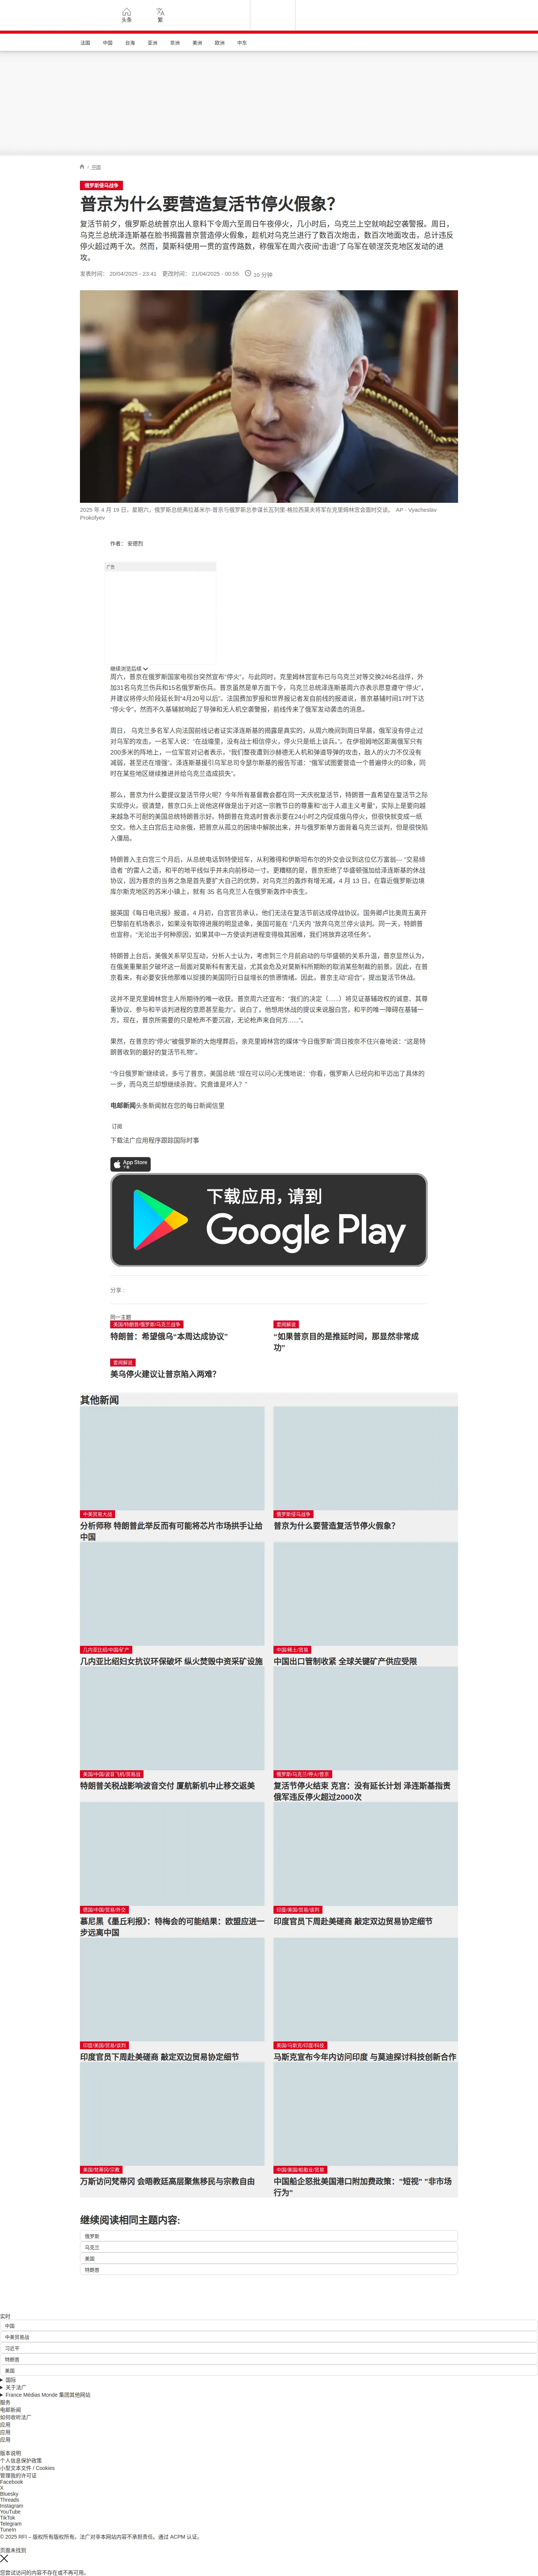 头条
繁
法国
中国
台海
亚洲
非洲
美洲
欧洲
中东
/ 中国
俄罗斯侵乌战争
普京为什么要营造复活节停火假象？
复活节前夕，俄罗斯总统普京出人意料下令周六至周日午夜停火，几小时后，乌克兰上空就响起空袭警报。周日，
乌克兰总统泽连斯基在脸书揭露普京营造停火假象，趁机对乌克兰进行了数百次炮击，数百次地面攻击，总计违反
停火超过两千次。然而，莫斯科使用一贯的宣传路数，称俄军在周六夜间“击退”了乌军在顿涅茨克地区发动的进
攻。
发表时间： 20/04/2025 - 23:41 更改时间： 21/04/2025 - 00:55 10 分钟
2025 年 4 月 19 日，星期六，俄罗斯总统弗拉基米尔·普京与俄罗斯总参谋长瓦列里·格拉西莫夫将军在克里姆林宫会面时交谈。 AP - Vyacheslav
Prokofyev
作者： 安德烈
广告
继续浏览后续
周六，普京在俄罗斯国家电视台突然宣布“停火”。与此同时，克里姆林宫宣布已与乌克兰对等交换246名战俘，外
加31名乌克兰伤兵和15名俄罗斯伤兵。普京虽然是单方面下令，乌克兰总统泽连斯基周六亦表示愿意遵守“停火”，
并建议将停火阶段延长到“4月20号以后”。法国费加罗报和世界报记者发自前线的报道说，普京基辅时间17时下达
“停火令”，然而不久基辅就响起了导弹和无人机空袭警报，前线传来了俄军发动袭击的消息。
周日，乌克兰多名军人向法国前线记者证实泽连斯基的揭露是真实的，从周六晚间到周日早晨，俄军没有停止过
对乌军的攻击，一名军人说：“在战壕里，没有战士相信停火，停火只是纸上谈兵。”。在伊祖姆地区距离俄军只有
200多米的阵地上，一位军官对记者表示，“我们整夜遭到沙赫德无人机和弹道导弹的攻击，敌人的火力不仅没有
减弱，甚至还在增强”。泽连斯基援引乌军总司令瑟尔斯基的报告写道：“俄军试图要营造一个普遍停火的印象，同
时在某些地区继续推进并给乌克兰造成损失”。
那么，普京为什么要提议复活节停火呢？今年所有基督教会都在同一天庆祝复活节，特朗普一直希望在复活节之际
实现停火。很清楚，普京口头上说他这样做是出于对这一宗教节日的尊重和“出于人道主义考量”，实际上是要向越
来越急不可耐的美国总统特朗普示好。特朗普在竞选时曾表示要在24小时之内促成俄乌停火，但很快就变成一纸
空文。他入主白宫后主动亲俄，把普京从孤立的困境中解脱出来，并与俄罗斯单方面背着乌克兰谈判，但是很快陷
入僵局。
特朗普入主白宫三个月后，从总统电话到特使班车，从利雅得和伊斯坦布尔的外交会议到这位亿万富翁— “交易缔
造者 ”的雷人之语，和平的地平线似乎并未向前移动一寸。更糟糕的是，普京拒绝了华盛顿强加给泽连斯基的休战
协议，因为普京的当务之急是首先要扩大自己的优势，对乌克兰的轰炸有增无减，4 月 13 日，在靠近俄罗斯边境
库尔斯克地区的苏米小镇上，就有 35 名乌克兰人在俄罗斯轰炸中丧生。
据英国《每日电讯报》报道，4 月初，白宫官员承认，他们无法在复活节前达成停战协议。国务卿卢比奥周五离开
巴黎前在机场表示，如果没有取得进展的明显迹象，美国可能在 “几天内 ”放弃乌克兰停火谈判。同一天，特朗普
也宣称，“无论出于何种原因，如果其中一方使谈判进程变得极其困难，我们将放弃这项任务”。
特朗普上台后，美俄关系罕见互动，分析人士认为，考虑到三个月前启动的与华盛顿的关系升温，普京显然认为，
在俄美重聚前夕破坏这一局面对莫斯科有害无益，尤其会危及对莫斯科所期盼的取消某些制裁的前景。因此，在普
京看来，有必要安抚他那难以捉摸的美国同行日益增长的愤懑情绪。因此，普京主动“迎合”，提出复活节休战。
这并不是克里姆林宫主人所期待的唯一收获。普京周六还宣布：“我们的决定（......）将见证基辅政权的诚意、其尊
重协议、参与和平谈判进程的意愿甚至能力”。说白了，他想用休战的提议来说服白宫，和平的唯一障碍在基辅一
方。现在，普京所需要的只是枪声不要沉寂，无论枪声来自何方......”。
果然，在普京的“停火”被俄罗斯的大炮埋葬后，亲克里姆林宫的媒体“今日俄罗斯”周日按奈不住兴奋地说：“这是特
朗普收到的最好的复活节礼物”。
“今日俄罗斯”继续说，多亏了普京，美国总统 “现在可以问心无愧地说：‘你看，俄罗斯人已经向和平迈出了具体的
一步，而乌克兰却想继续杀戮’。究竟谁是坏人？”
电邮新闻头条新闻就在您的每日新闻信里
订阅
下载法广应用程序跟踪国际时事
App Store
下载
下载应用，请到
Google Play
分享 :
同一主题
美国/特朗普/俄罗斯/乌克兰战争
特朗普：希望俄乌“本周达成协议”
要闻解说
“如果普京目的是推延时间，那显然非常成
功”
要闻解说
美乌停火建议让普京陷入两难？
其他新闻
中美贸易大战
分析师称 特朗普此举反而有可能将芯片市场拱手让给
中国
俄罗斯侵乌战争
普京为什么要营造复活节停火假象？
几内亚比绍/中国矿产
几内亚比绍妇女抗议环保破坏 纵火焚毁中资采矿设施
中国/稀土/贸易
中国出口管制收紧 全球关键矿产供应受限
美国/中国/波音飞机/贸易战
特朗普关税战影响波音交付 厦航新机中止移交返美
俄罗斯/乌克兰/停火/普京
复活节停火结束 克宫：没有延长计划 泽连斯基指责
俄军违反停火超过2000次
德国/中国/贸易/外交
慕尼黑《墨丘利报》：特梅会的可能结果：欧盟应进一
步远离中国
印度/美国/贸易/谈判
印度官员下周赴美磋商 敲定双边贸易协定细节
印度/美国/贸易/谈判
印度官员下周赴美磋商 敲定双边贸易协定细节
美国/马斯克/印度/科技
马斯克宣布今年内访问印度 与莫迪探讨科技创新合作
美国/梵蒂冈/宗教
万斯访问梵蒂冈 会晤教廷高层聚焦移民与宗教自由
中国/美国/船舶业/贸易
中国船企怒批美国港口附加费政策：“短视” “非市场
行为”
继续阅读相同主题内容:
俄罗斯
乌克兰
美国
特朗普
实时
中国
中美贸易战
习近平
特朗普
美国
国际
关于法广
France Médias Monde 集团其他网站
服务
电邮新闻
如何收听法广
应用
应用
应用
版本说明
个人信息保护政策
小型文本文件 / Cookies
管理我的许可证
Facebook
X
Bluesky
Threads
Instagram
YouTube
TikTok
Telegram
TuneIn
© 2025 RFI – 版权所有版权所有。法广对非本网站内容不承担责任。通过 ACPM 认证。
页面未找到
您尝试访问的内容不存在或不再可用。